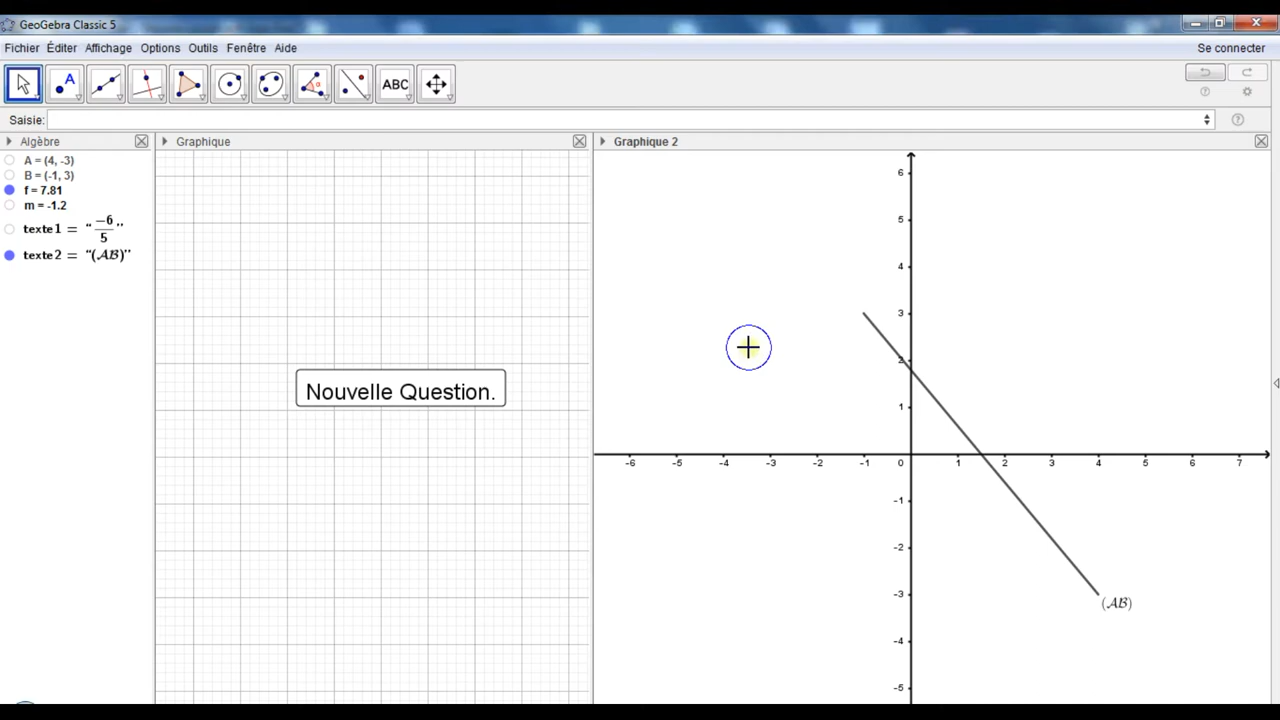 GeoGebra Classic 5
Fichier Éditer Affichage Options Outils Fenêtre Aide Se connecter
A ABC
Saisie:
Algèbre
A = (4, -3)
B = (-1, 3)
f = 7.81
m = -1.2
texte1 = "-6/5"
texte2 = "(AB)"
Graphique
Nouvelle Question.
Graphique 2
6
5
4
3
2
1
-6 -5 -4 -3 -2 -1 0 1 2 3 4 5 6 7
-1
-2
-3
(AB)
-4
-5